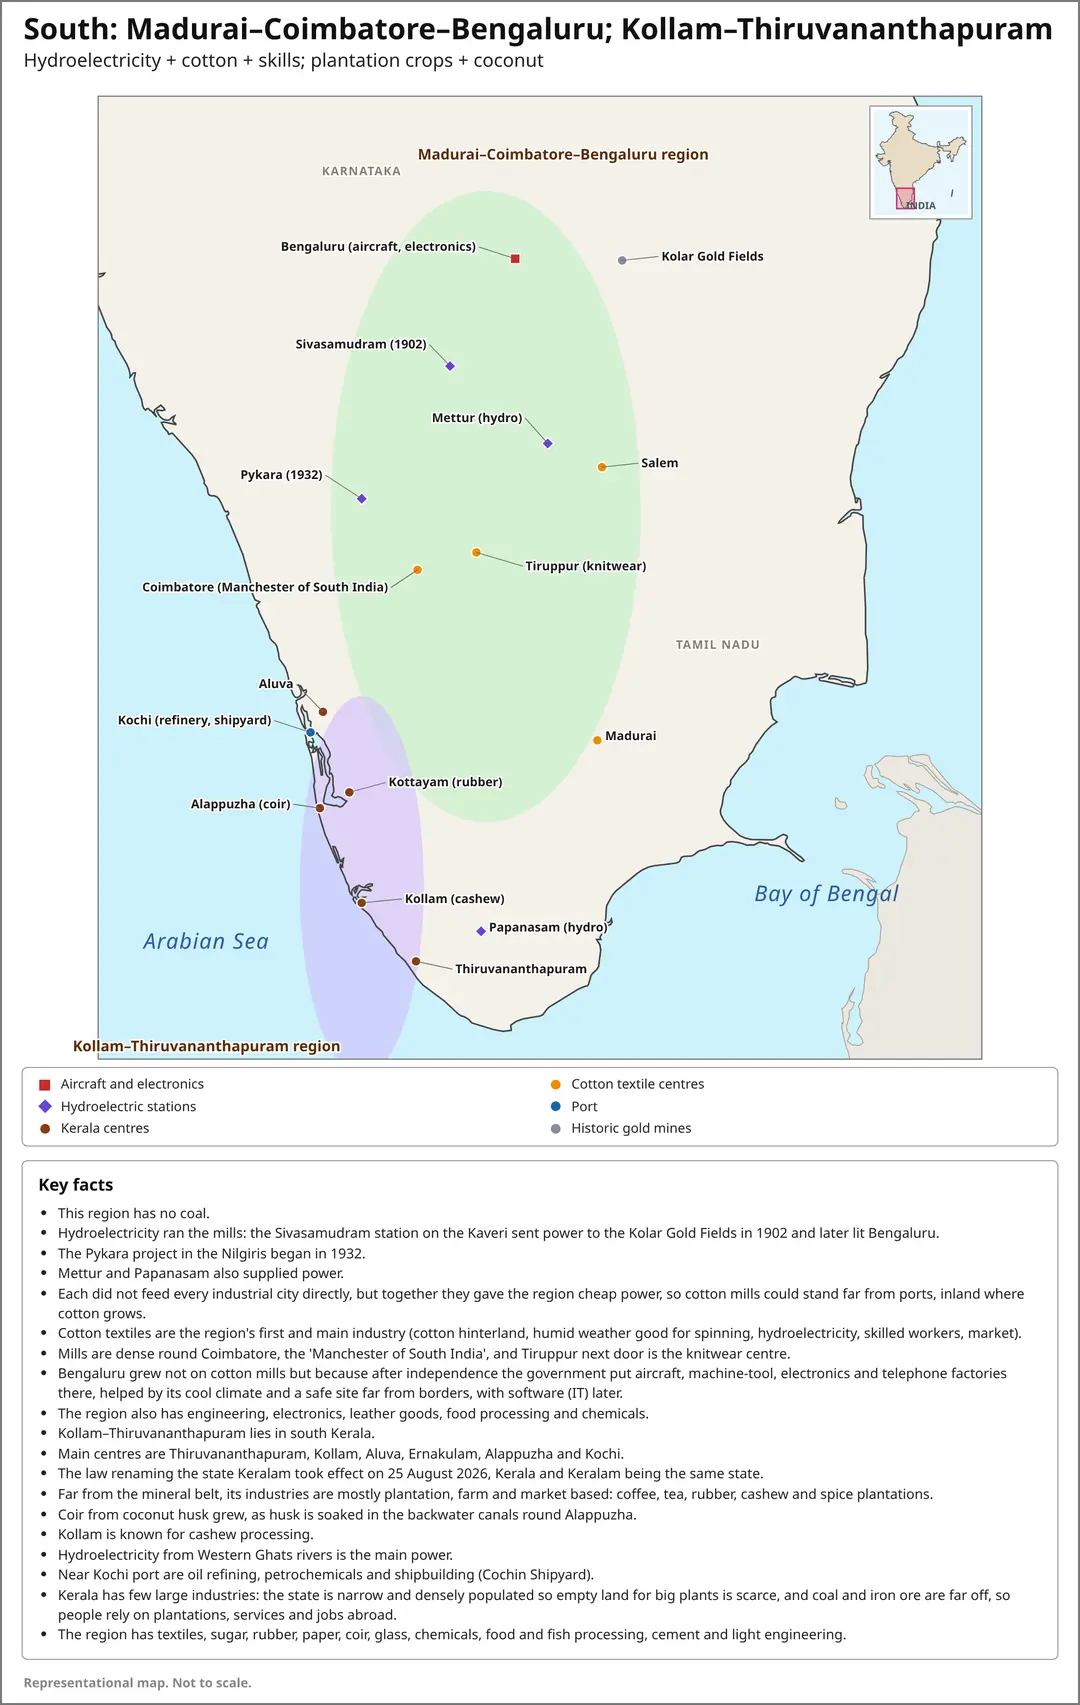 South: Madurai–Coimbatore–Bengaluru; Kollam–Thiruvananthapuram
Hydroelectricity + cotton + skills; plantation crops + coconut
Madurai–Coimbatore–Bengaluru region
KARNATAKA
INDIA
Bengaluru (aircraft, electronics)
Kolar Gold Fields
Sivasamudram (1902)
Mettur (hydro)
Salem
Pykara (1932)
Tiruppur (knitwear)
Coimbatore (Manchester of South India)
TAMIL NADU
Aluva
Kochi (refinery, shipyard)
Madurai
Kottayam (rubber)
Alappuzha (coir)
Bay of Bengal
Kollam (cashew)
Papanasam (hydro)
Arabian Sea
Thiruvananthapuram
Kollam–Thiruvananthapuram region
Aircraft and electronics
Hydroelectric stations
Kerala centres
Cotton textile centres
Port
Historic gold mines
Key facts
• This region has no coal.
• Hydroelectricity ran the mills: the Sivasamudram station on the Kaveri sent power to the Kolar Gold Fields in 1902 and later lit Bengaluru.
• The Pykara project in the Nilgiris began in 1932.
• Mettur and Papanasam also supplied power.
• Each did not feed every industrial city directly, but together they gave the region cheap power, so cotton mills could stand far from ports, inland where
cotton grows.
• Cotton textiles are the region's first and main industry (cotton hinterland, humid weather good for spinning, hydroelectricity, skilled workers, market).
• Mills are dense round Coimbatore, the 'Manchester of South India', and Tiruppur next door is the knitwear centre.
• Bengaluru grew not on cotton mills but because after independence the government put aircraft, machine-tool, electronics and telephone factories
there, helped by its cool climate and a safe site far from borders, with software (IT) later.
• The region also has engineering, electronics, leather goods, food processing and chemicals.
• Kollam–Thiruvananthapuram lies in south Kerala.
• Main centres are Thiruvananthapuram, Kollam, Aluva, Ernakulam, Alappuzha and Kochi.
• The law renaming the state Keralam took effect on 25 August 2026, Kerala and Keralam being the same state.
• Far from the mineral belt, its industries are mostly plantation, farm and market based: coffee, tea, rubber, cashew and spice plantations.
• Coir from coconut husk grew, as husk is soaked in the backwater canals round Alappuzha.
• Kollam is known for cashew processing.
• Hydroelectricity from Western Ghats rivers is the main power.
• Near Kochi port are oil refining, petrochemicals and shipbuilding (Cochin Shipyard).
• Kerala has few large industries: the state is narrow and densely populated so empty land for big plants is scarce, and coal and iron ore are far off, so
people rely on plantations, services and jobs abroad.
• The region has textiles, sugar, rubber, paper, coir, glass, chemicals, food and fish processing, cement and light engineering.
Representational map. Not to scale.